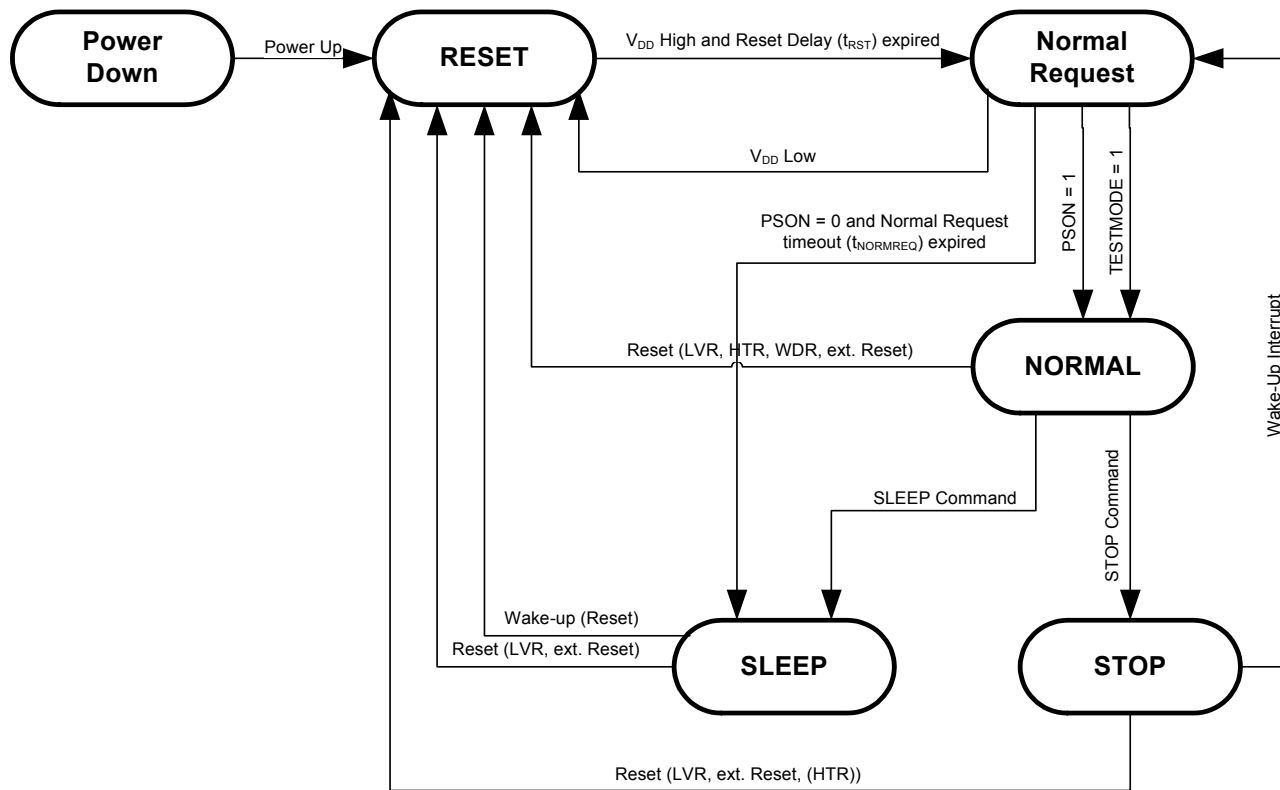 Power
Down
Power Up
RESET
VDD High and Reset Delay (tRST) expired
Normal
Request
VDD Low
PSON = 1
TESTMODE = 1
PSON = 0 and Normal Request
timeout (tNORMREQ) expired
Wake-Up Interrupt
Reset (LVR, HTR, WDR, ext. Reset)
NORMAL
SLEEP Command
STOP Command
Wake-up (Reset)
Reset (LVR, ext. Reset)
SLEEP
STOP
Reset (LVR, ext. Reset, (HTR))